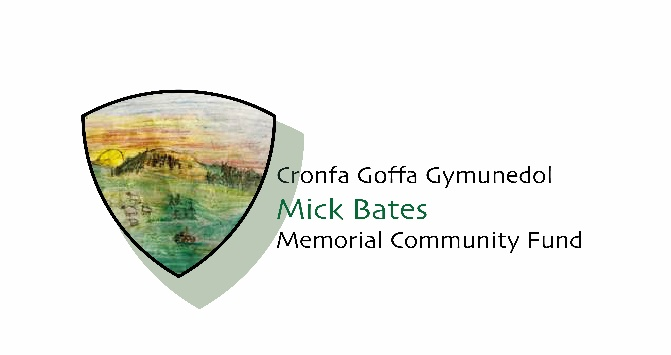 Cronfa Goffa Gymunedol
Mick Bates
Memorial Community Fund